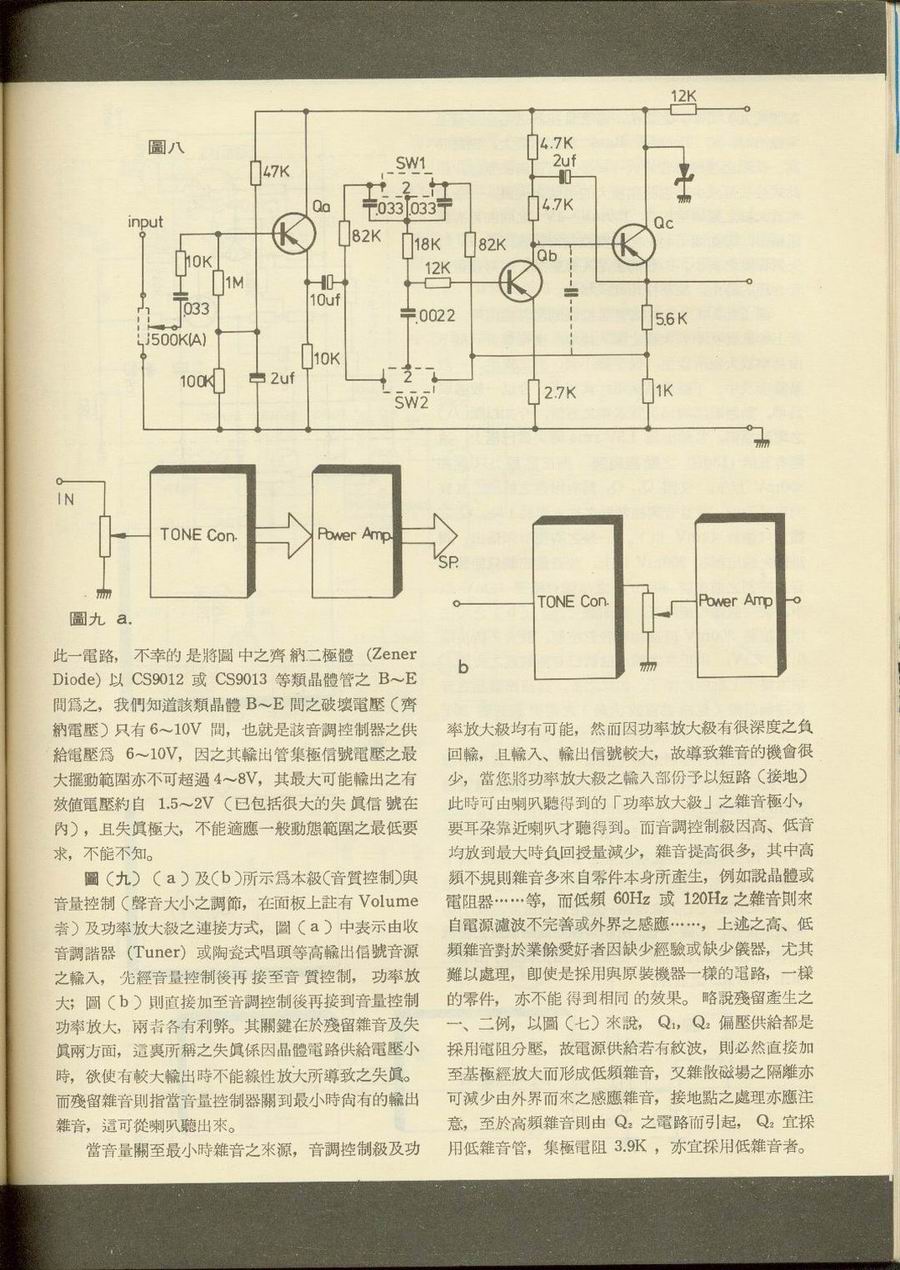 圖八
12K
4.7K
2uf
SW1
47K
2
.033 .033
4.7K
Qa
Qc
input
82K
18K
82K
Qb
10K
12K
1M
10uf
.033
.0022
5.6K
500K(A)
10K
100K
2uf
2
2.7K
1K
SW2
IN
TONE Con.
Power Amp.
SP.
圖九 a.
TONE Con.
Power Amp
b
此一電路，不幸的是將圖中之齊納二極體 (Zener
Diode) 以 CS9012 或 CS9013 等類晶體管之 B～E
間爲之，我們知道該類晶體 B～E 間之破壞電壓（齊
納電壓）只有 6～10V 間，也就是該音調控制器之供
給電壓爲 6～10V，因之其輸出管集極信號電壓之最
大擺動範圍亦不可超過 4～8V，其最大可能輸出之有
效値電壓約自 1.5～2V（已包括很大的失眞信號在
內），且失眞極大，不能適應一般動態範圍之最低要
求，不能不知。
圖（九）（a）及(b)所示爲本級(音質控制)與
音量控制（聲音大小之調節，在面板上註有 Volume
者）及功率放大級之連接方式，圖（a）中表示由收
音調諧器 (Tuner) 或陶瓷式唱頭等高輸出信號音源
之輸入，先經音量控制後再接至音質控制，功率放
大；圖（b）則直接加至音調控制後再接到音量控制
功率放大，兩者各有利弊。其關鍵在於殘留雜音及失
眞兩方面，這裏所稱之失眞係因晶體電路供給電壓小
時，欲使有較大輸出時不能線性放大所導致之失眞。
而殘留雜音則指當音量控制器關到最小時尙有的輸出
雜音，這可從喇叭聽出來。
當音量關至最小時雜音之來源，音調控制級及功
率放大級均有可能，然而因功率放大級有很深度之負
回輸，且輸入、輸出信號較大，故導致雜音的機會很
少，當您將功率放大級之輸入部份予以短路（接地）
此時可由喇叭聽得到的「功率放大級」之雜音極小，
要耳朶靠近喇叭才聽得到。而音調控制級因高、低音
均放到最大時負回授量減少，雜音提高很多，其中高
頻不規則雜音多來自零件本身所產生，例如說晶體或
電阻器……等，而低頻 60Hz 或 120Hz 之雜音則來
自電源濾波不完善或外界之感應……，上述之高、低
頻雜音對於業餘愛好者因缺少經驗或缺少儀器，尤其
難以處理，卽使是採用與原裝機器一樣的電路，一樣
的零件，亦不能得到相同的效果。略說殘留產生之
一、二例，以圖（七）來說，Q₁，Q₂ 偏壓供給都是
採用電阻分壓，故電源供給若有紋波，則必然直接加
至基極經放大而形成低頻雜音，又雜散磁場之隔離亦
可減少由外界而來之感應雜音，接地點之處理亦應注
意，至於高頻雜音則由 Q₂ 之電路而引起，Q₂ 宜採
用低雜音管，集極電阻 3.9K ，亦宜採用低雜音者。